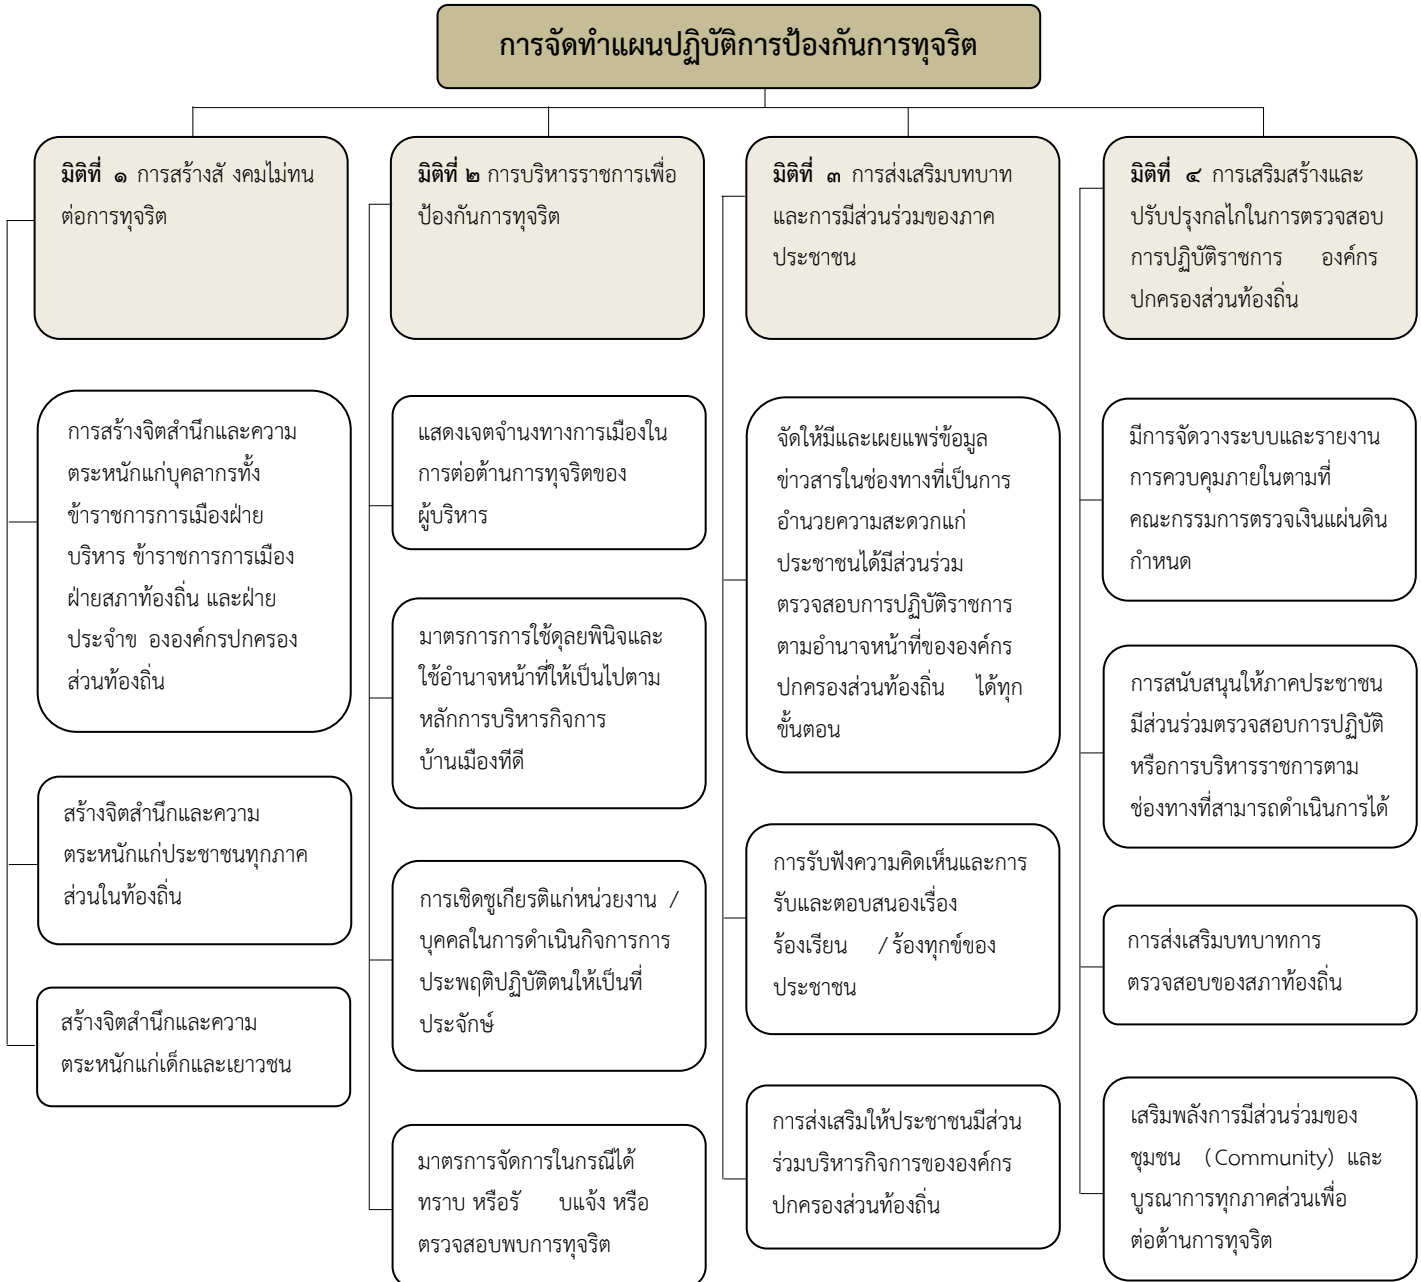 การจัดทำแผนปฏิบัติการป้องกันการทุจริต
มิติที่ ๑ การสร้างสั งคมไม่ทน
ต่อการทุจริต
การสร้างจิตสำนึกและความ
ตระหนักแก่บุคลากรทั้ง
ข้าราชการการเมืองฝ่าย
บริหาร ข้าราชการการเมือง
ฝ่ายสภาท้องถิ่น และฝ่าย
ประจำข ององค์กรปกครอง
ส่วนท้องถิ่น
สร้างจิตสำนึกและความ
ตระหนักแก่ประชาชนทุกภาค
ส่วนในท้องถิ่น
สร้างจิตสำนึกและความ
ตระหนักแก่เด็กและเยาวชน
มิติที่ ๒ การบริหารราชการเพื่อ
ป้องกันการทุจริต
แสดงเจตจำนงทางการเมืองใน
การต่อต้านการทุจริตของ
ผู้บริหาร
มาตรการการใช้ดุลยพินิจและ
ใช้อำนาจหน้าที่ให้เป็นไปตาม
หลักการบริหารกิจการ
บ้านเมืองทีดี
การเชิดชูเกียรติแก่หน่วยงาน /
บุคคลในการดำเนินกิจการการ
ประพฤติปฏิบัติตนให้เป็นที่
ประจักษ์
มาตรการจัดการในกรณีได้
ทราบ หรือรั บแจ้ง หรือ
ตรวจสอบพบการทุจริต
มิติที่ ๓ การส่งเสริมบทบาท
และการมีส่วนร่วมของภาค
ประชาชน
จัดให้มีและเผยแพร่ข้อมูล
ข่าวสารในช่องทางที่เป็นการ
อำนวยความสะดวกแก่
ประชาชนได้มีส่วนร่วม
ตรวจสอบการปฏิบัติราชการ
ตามอำนาจหน้าที่ขององค์กร
ปกครองส่วนท้องถิ่น ได้ทุก
ขั้นตอน
การรับฟังความคิดเห็นและการ
รับและตอบสนองเรื่อง
ร้องเรียน /ร้องทุกข์ของ
ประชาชน
การส่งเสริมให้ประชาชนมีส่วน
ร่วมบริหารกิจการขององค์กร
ปกครองส่วนท้องถิ่น
มิติที่ ๔ การเสริมสร้างและ
ปรับปรุงกลไกในการตรวจสอบ
การปฏิบัติราชการ องค์กร
ปกครองส่วนท้องถิ่น
มีการจัดวางระบบและรายงาน
การควบคุมภายในตามที่
คณะกรรมการตรวจเงินแผ่นดิน
กำหนด
การสนับสนุนให้ภาคประชาชน
มีส่วนร่วมตรวจสอบการปฏิบัติ
หรือการบริหารราชการตาม
ช่องทางที่สามารถดำเนินการได้
การส่งเสริมบทบาทการ
ตรวจสอบของสภาท้องถิ่น
เสริมพลังการมีส่วนร่วมของ
ชุมชน (Community) และ
บูรณาการทุกภาคส่วนเพื่อ
ต่อต้านการทุจริต